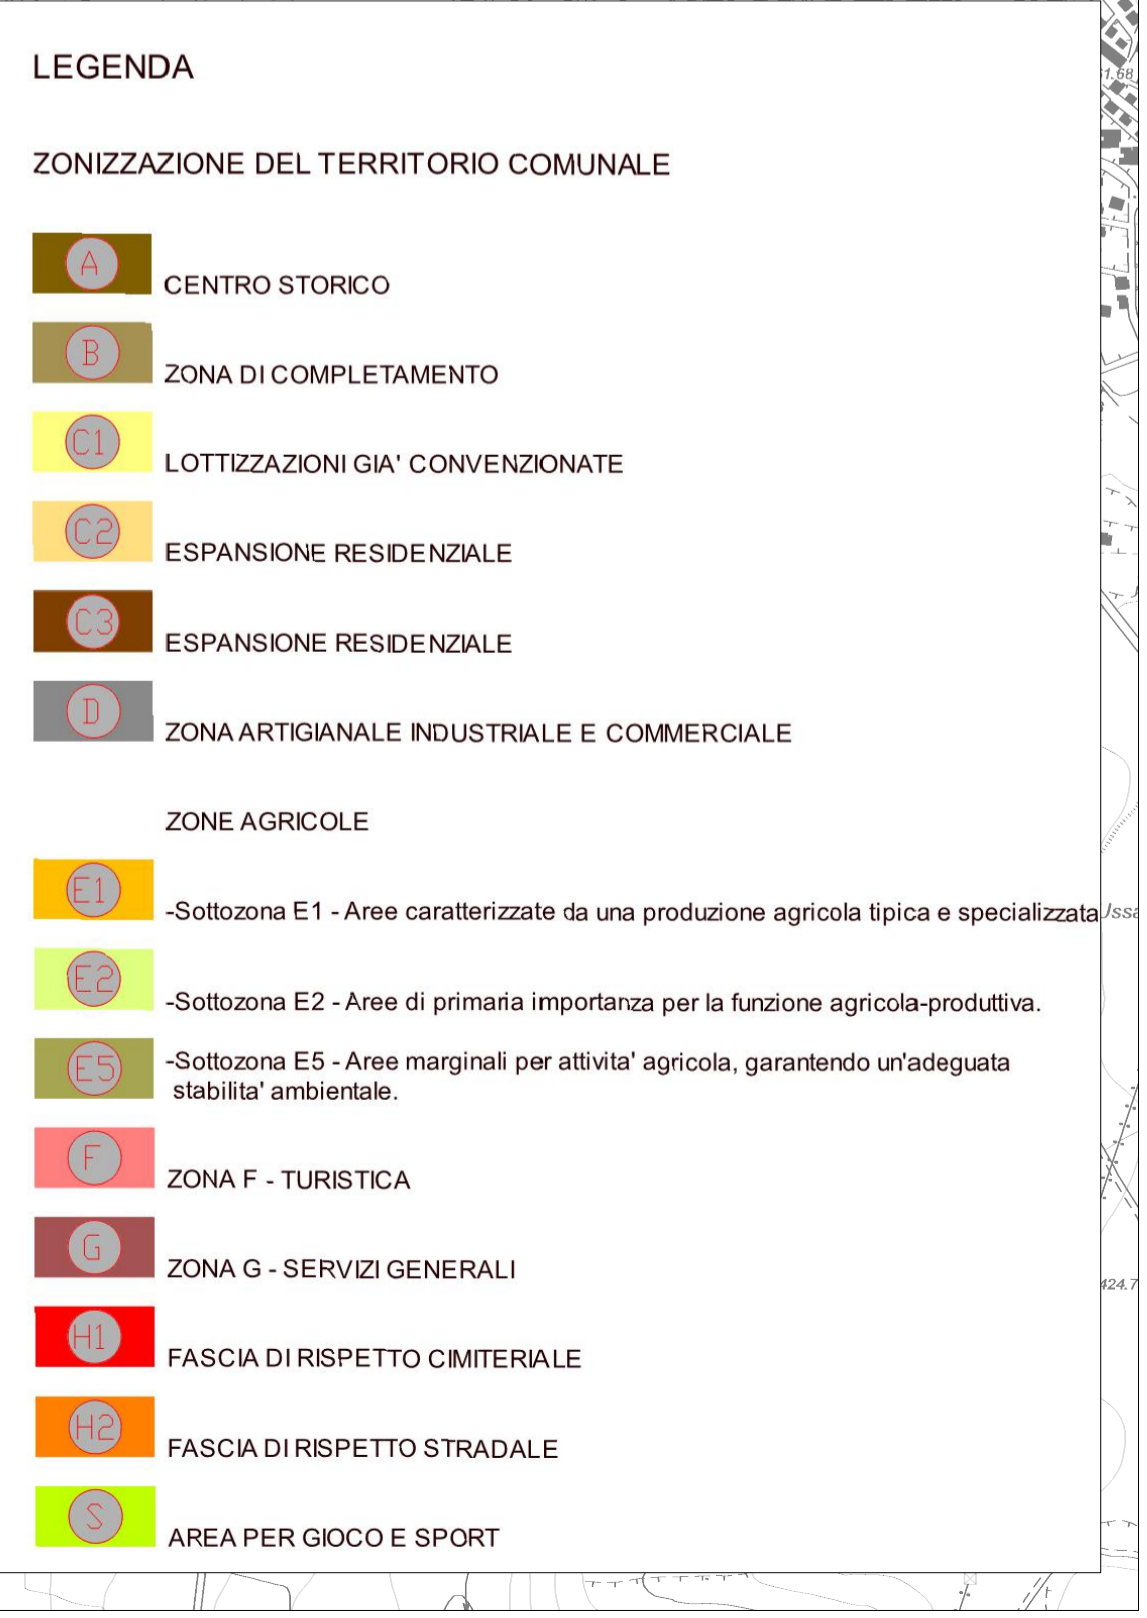 LEGENDA
ZONIZZAZIONE DEL TERRITORIO COMUNALE
A
CENTRO STORICO
B
ZONA DI COMPLETAMENTO
C1
LOTTIZZAZIONI GIA' CONVENZIONATE
C2
ESPANSIONE RESIDENZIALE
C3
ESPANSIONE RESIDENZIALE
D
ZONA ARTIGIANALE INDUSTRIALE E COMMERCIALE
ZONE AGRICOLE
E1
-Sottozona E1 - Aree caratterizzate da una produzione agricola tipica e specializzata
E2
-Sottozona E2 - Aree di primaria importanza per la funzione agricola-produttiva.
E5
-Sottozona E5 - Aree marginali per attivita' agricola, garantendo un'adeguata
stabilita' ambientale.
F
ZONA F - TURISTICA
G
ZONA G - SERVIZI GENERALI
H1
FASCIA DI RISPETTO CIMITERIALE
H2
FASCIA DI RISPETTO STRADALE
S
AREA PER GIOCO E SPORT